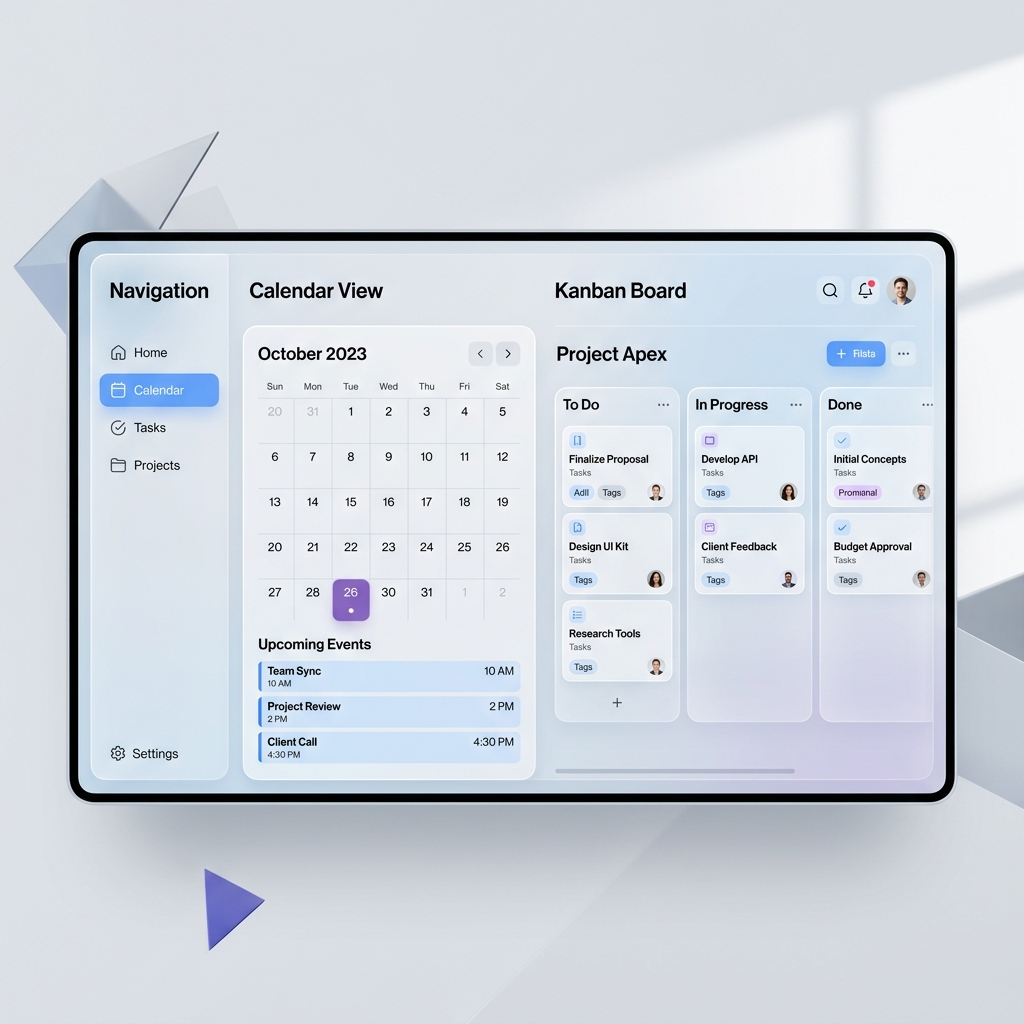 Navigation
Home
Calendar
Tasks
Projects
Settings
Calendar View
October 2023
Sun Mon Tue Wed Thu Fri Sat
20 31 1 2 3 4 5
6 7 8 9 10 11 12
13 14 15 16 17 18 19
20 21 22 23 24 25 26
27 28 26 30 31 1 2
Upcoming Events
Team Sync 10 AM
10 AM
Project Review 2 PM
2 PM
Client Call 4:30 PM
4:30 PM
Kanban Board
Project Apex
+ Filsta
To Do
Finalize Proposal
Tasks
Adll Tags
Design UI Kit
Tasks
Tags
Research Tools
Tasks
Tags
+
In Progress
Develop API
Tasks
Tags
Client Feedback
Tasks
Tags
Done
Initial Concepts
Tasks
Promianal
Budget Approval
Tasks
Tags